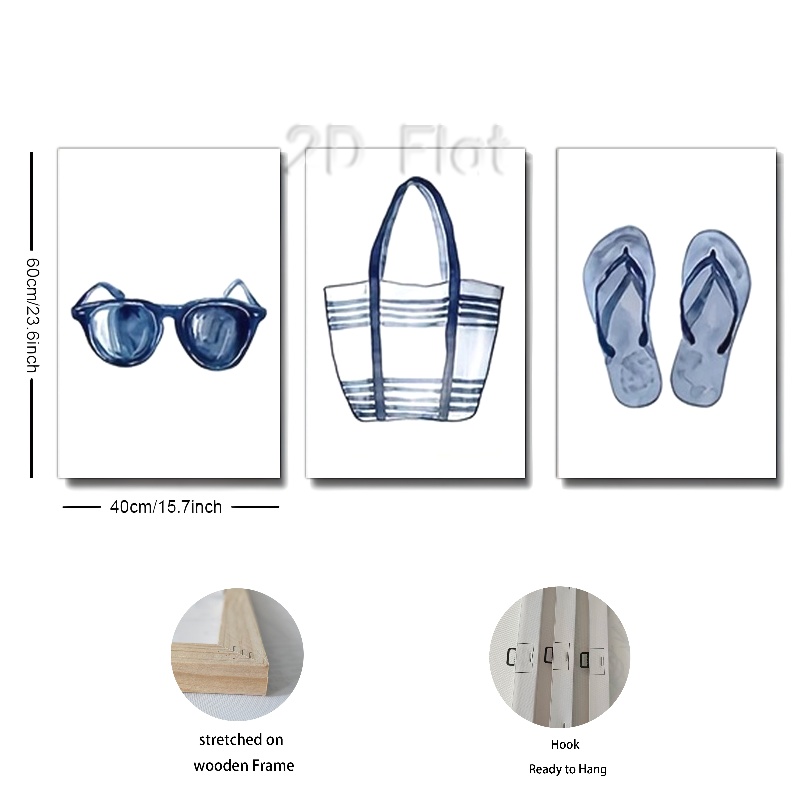 2D Flat
60cm/23.6inch
40cm/15.7inch
stretched on
wooden Frame
Hook
Ready to Hang